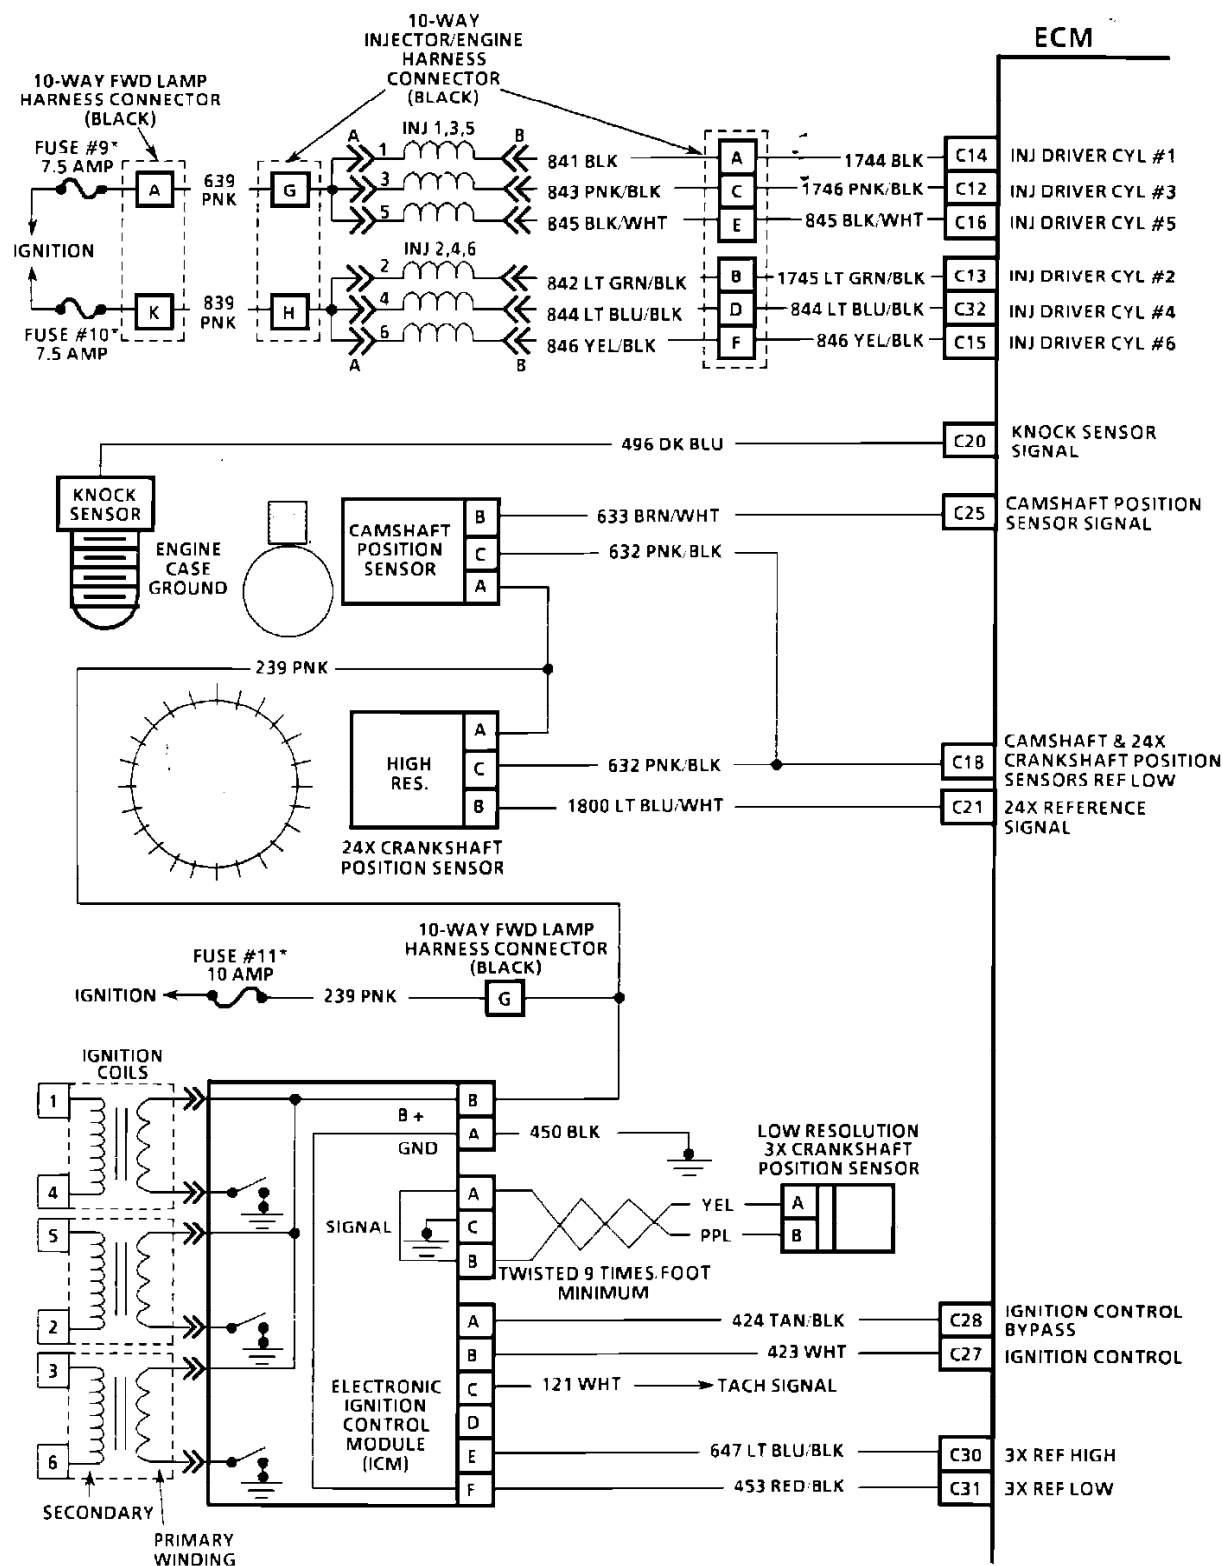 ECM
10-WAY
INJECTOR/ENGINE
HARNESS
CONNECTOR
(BLACK)
10-WAY FWD LAMP
HARNESS CONNECTOR
(BLACK)
FUSE #9*
7.5 AMP
A
639
PNK
G
IGNITION
K
839
PNK
H
FUSE #10*
7.5 AMP
A
INJ 1,3,5
B
1
3
5
INJ 2,4,6
2
4
6
A
B
841 BLK
A
1744 BLK
C14
INJ DRIVER CYL #1
843 PNK/BLK
C
1746 PNK/BLK
C12
INJ DRIVER CYL #3
845 BLK/WHT
E
845 BLK/WHT
C16
INJ DRIVER CYL #5
842 LT GRN/BLK
B
1745 LT GRN/BLK
C13
INJ DRIVER CYL #2
844 LT BLU/BLK
D
844 LT BLU/BLK
C32
INJ DRIVER CYL #4
846 YEL/BLK
F
846 YEL/BLK
C15
INJ DRIVER CYL #6
496 DK BLU
C20
KNOCK SENSOR
SIGNAL
KNOCK
SENSOR
ENGINE
CASE
GROUND
CAMSHAFT
POSITION
SENSOR
B
C
A
633 BRN/WHT
C25
CAMSHAFT POSITION
SENSOR SIGNAL
632 PNK/BLK
239 PNK
HIGH
RES.
A
C
B
632 PNK/BLK
C18
CAMSHAFT & 24X
CRANKSHAFT POSITION
SENSORS REF LOW
1800 LT BLU/WHT
C21
24X REFERENCE
SIGNAL
24X CRANKSHAFT
POSITION SENSOR
10-WAY FWD LAMP
HARNESS CONNECTOR
(BLACK)
FUSE #11*
10 AMP
IGNITION
239 PNK
G
IGNITION
COILS
1
4
5
2
3
6
SECONDARY
PRIMARY
WINDING
B+
B
GND
A
450 BLK
SIGNAL
A
C
B
YEL
PPL
TWISTED 9 TIMES/FOOT
MINIMUM
LOW RESOLUTION
3X CRANKSHAFT
POSITION SENSOR
A
B
ELECTRONIC
IGNITION
CONTROL
MODULE
(ICM)
A
424 TAN/BLK
C28
IGNITION CONTROL
BYPASS
B
423 WHT
C27
IGNITION CONTROL
C
121 WHT
TACH SIGNAL
D
E
647 LT BLU/BLK
C30
3X REF HIGH
F
453 RED/BLK
C31
3X REF LOW